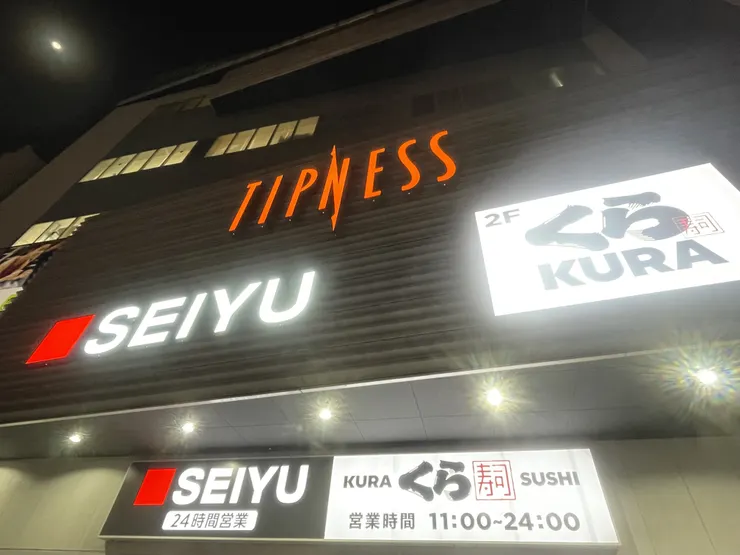 TIPNESS
2F
くら寿司
KURA
SEIYU
SEIYU
24時間営業
KURA くら寿司 SUSHI
営業時間 11:00~24:00